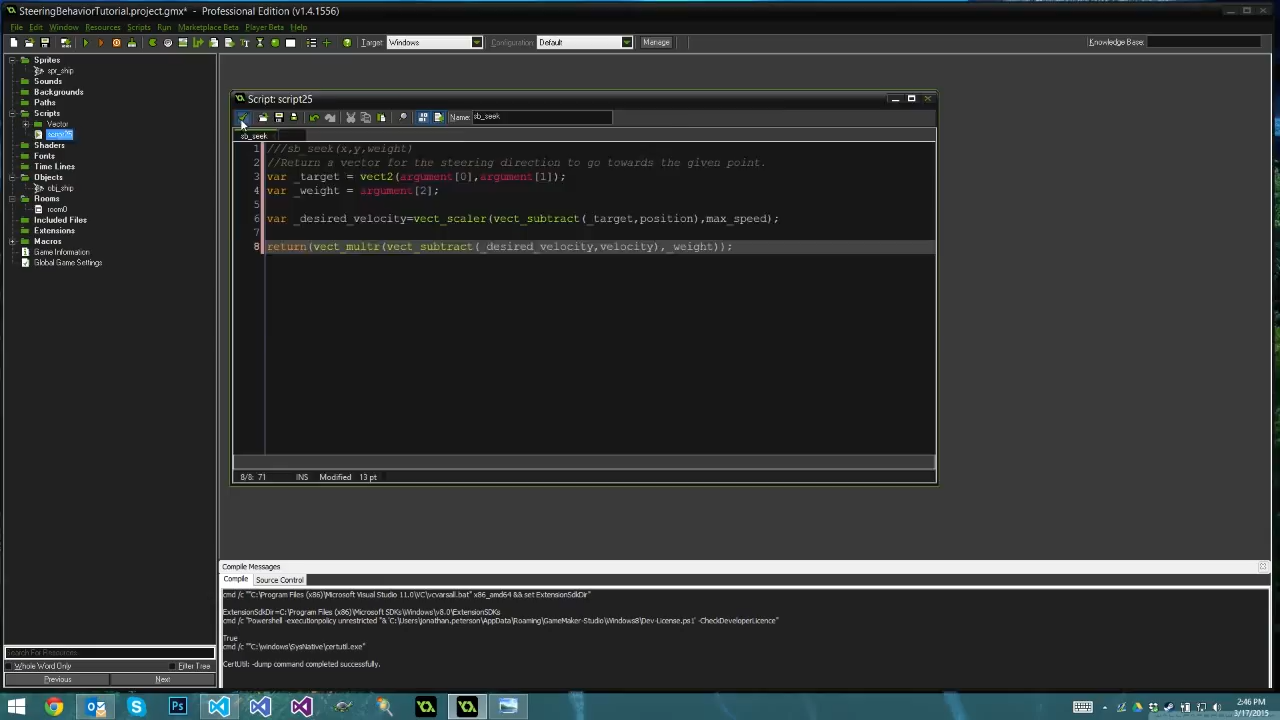 SteeringBehaviorTutorial.project.gmx* - Professional Edition (v1.4.1556)
File Edit Window Resources Scripts Run Marketplace Beta Player Beta Help
Target Windows Configuration Default Manage Knowledge Base:
Sprites
spr_ship
Sounds
Backgrounds
Paths
Scripts
Vector
script25
Shaders
Fonts
Time Lines
Objects
obj_ship
Rooms
room0
Included Files
Extensions
Macros
Game Information
Global Game Settings
Search For Resources
Whole Word Only Filter Tree
Previous Next
Script: script25
Name: sb_seek
sb_seek
1 ///sb_seek(x,y,weight)
2 //Return a vector for the steering direction to go towards the given point.
3 var _target = vect2(argument[0],argument[1]);
4 var _weight = argument[2];
5
6 var _desired_velocity=vect_scaler(vect_subtract(_target,position),max_speed);
7
8 return(vect_multr(vect_subtract(_desired_velocity,velocity),_weight));
8/8: 71 INS Modified 13 pt
Compile Messages
Compile Source Control
cmd /c ""C:\Program Files (x86)\Microsoft Visual Studio 11.0\VC\vcvarsall.bat" x86_amd64 && set ExtensionSdkDir"
ExtensionSdkDir=C:\Program Files (x86)\Microsoft SDKs\Windows\v8.0\ExtensionSDKs
cmd /c "Powershell -executionpolicy unrestricted "& 'C:\Users\jonathan.peterson\AppData\Roaming\GameMaker-Studio\Windows8\Dev-License.ps1' -CheckDeveloperLicence"
True
cmd /c ""C:\windows\SysNative\certutil.exe"
CertUtil: -dump command completed successfully.
2:46 PM
3/17/2015